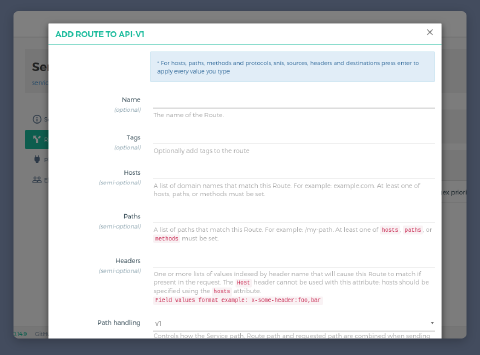 ADD ROUTE TO API-V1
* For hosts, paths, methods and protocols, snis, sources, headers and destinations press enter to
apply every value you type
Name
(optional)
The name of the Route.
Tags
(optional)
Optionally add tags to the route
Hosts
(semi-optional)
A list of domain names that match this Route. For example: example.com. At least one of
hosts, paths, or methods must be set.
Paths
(semi-optional)
A list of paths that match this Route. For example: /my-path. At least one of hosts, paths, or
methods must be set.
Headers
(semi-optional)
One or more lists of values indexed by header name that will cause this Route to match if
present in the request. The Host header cannot be used with this attribute: hosts should be
specified using the hosts attribute.
Field values format example: x-some-header:foo,bar
Path handling
v1
Controls how the Service path, Route path and requested path are combined when sending